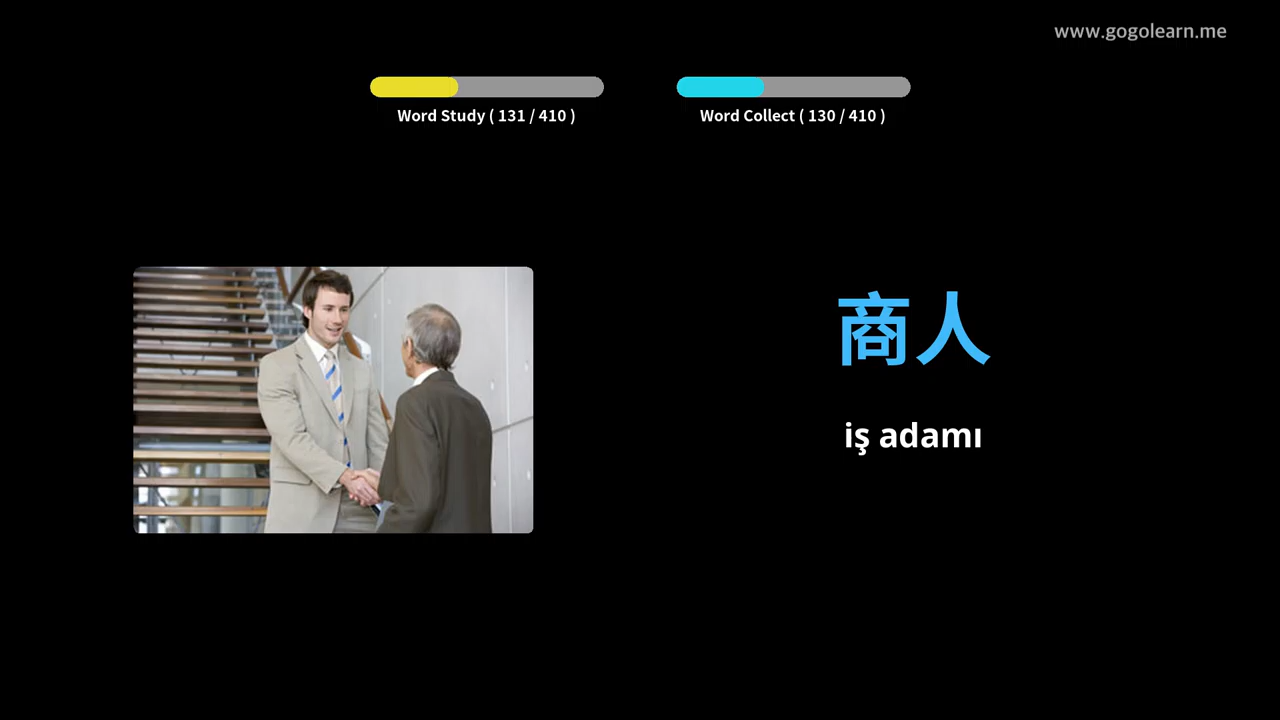 www.gogolearn.me
Word Study ( 131 / 410 )
Word Collect ( 130 / 410 )
商人
iş adamı